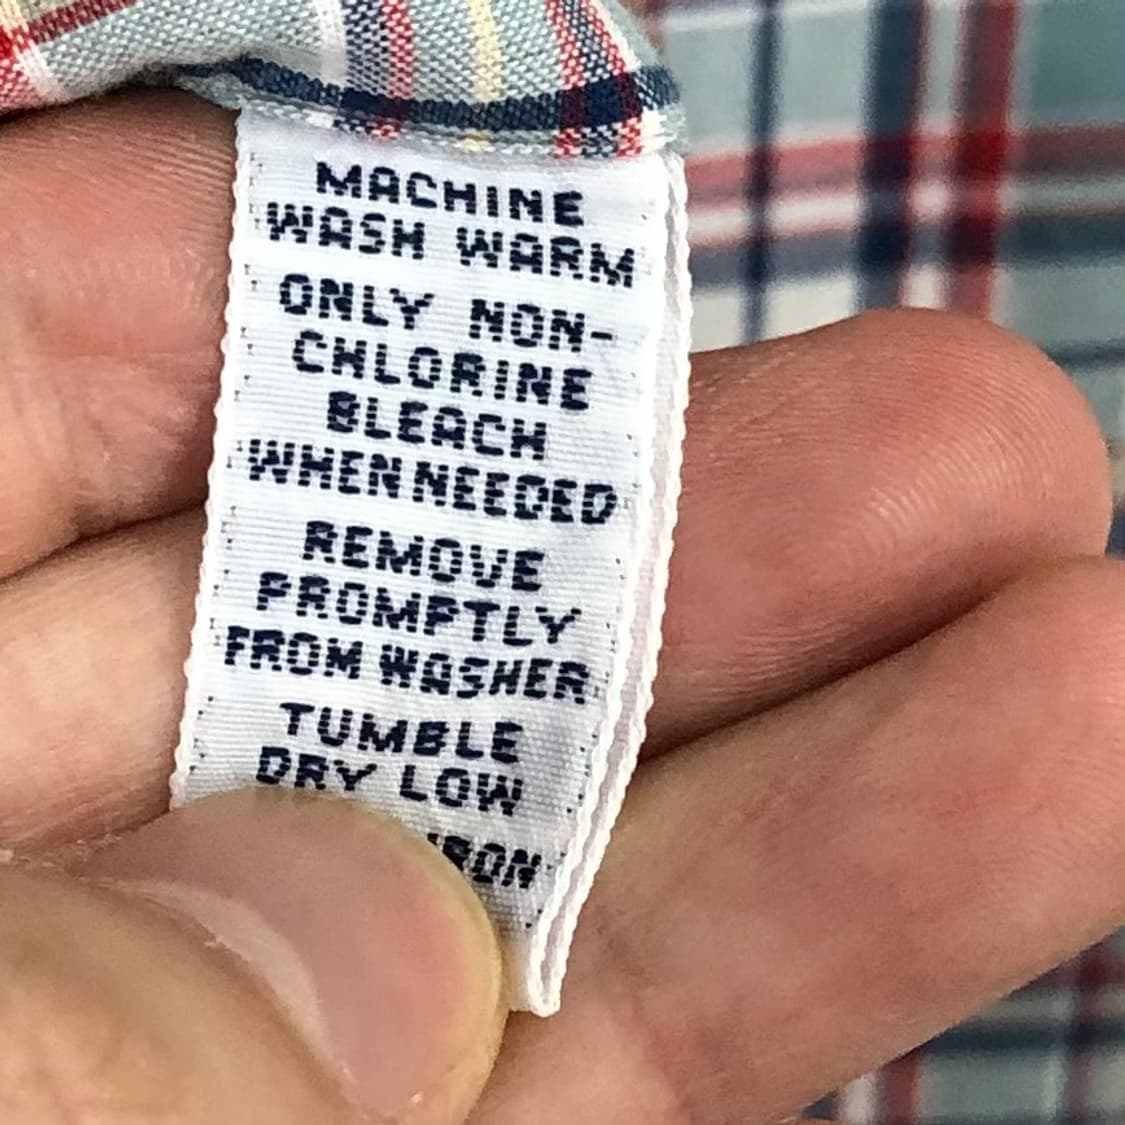 MACHINE
WASH WARM
ONLY NON-
CHLORINE
BLEACH
WHEN NEEDED
REMOVE
PROMPTLY
FROM WASHER
TUMBLE
DRY LOW
IRON